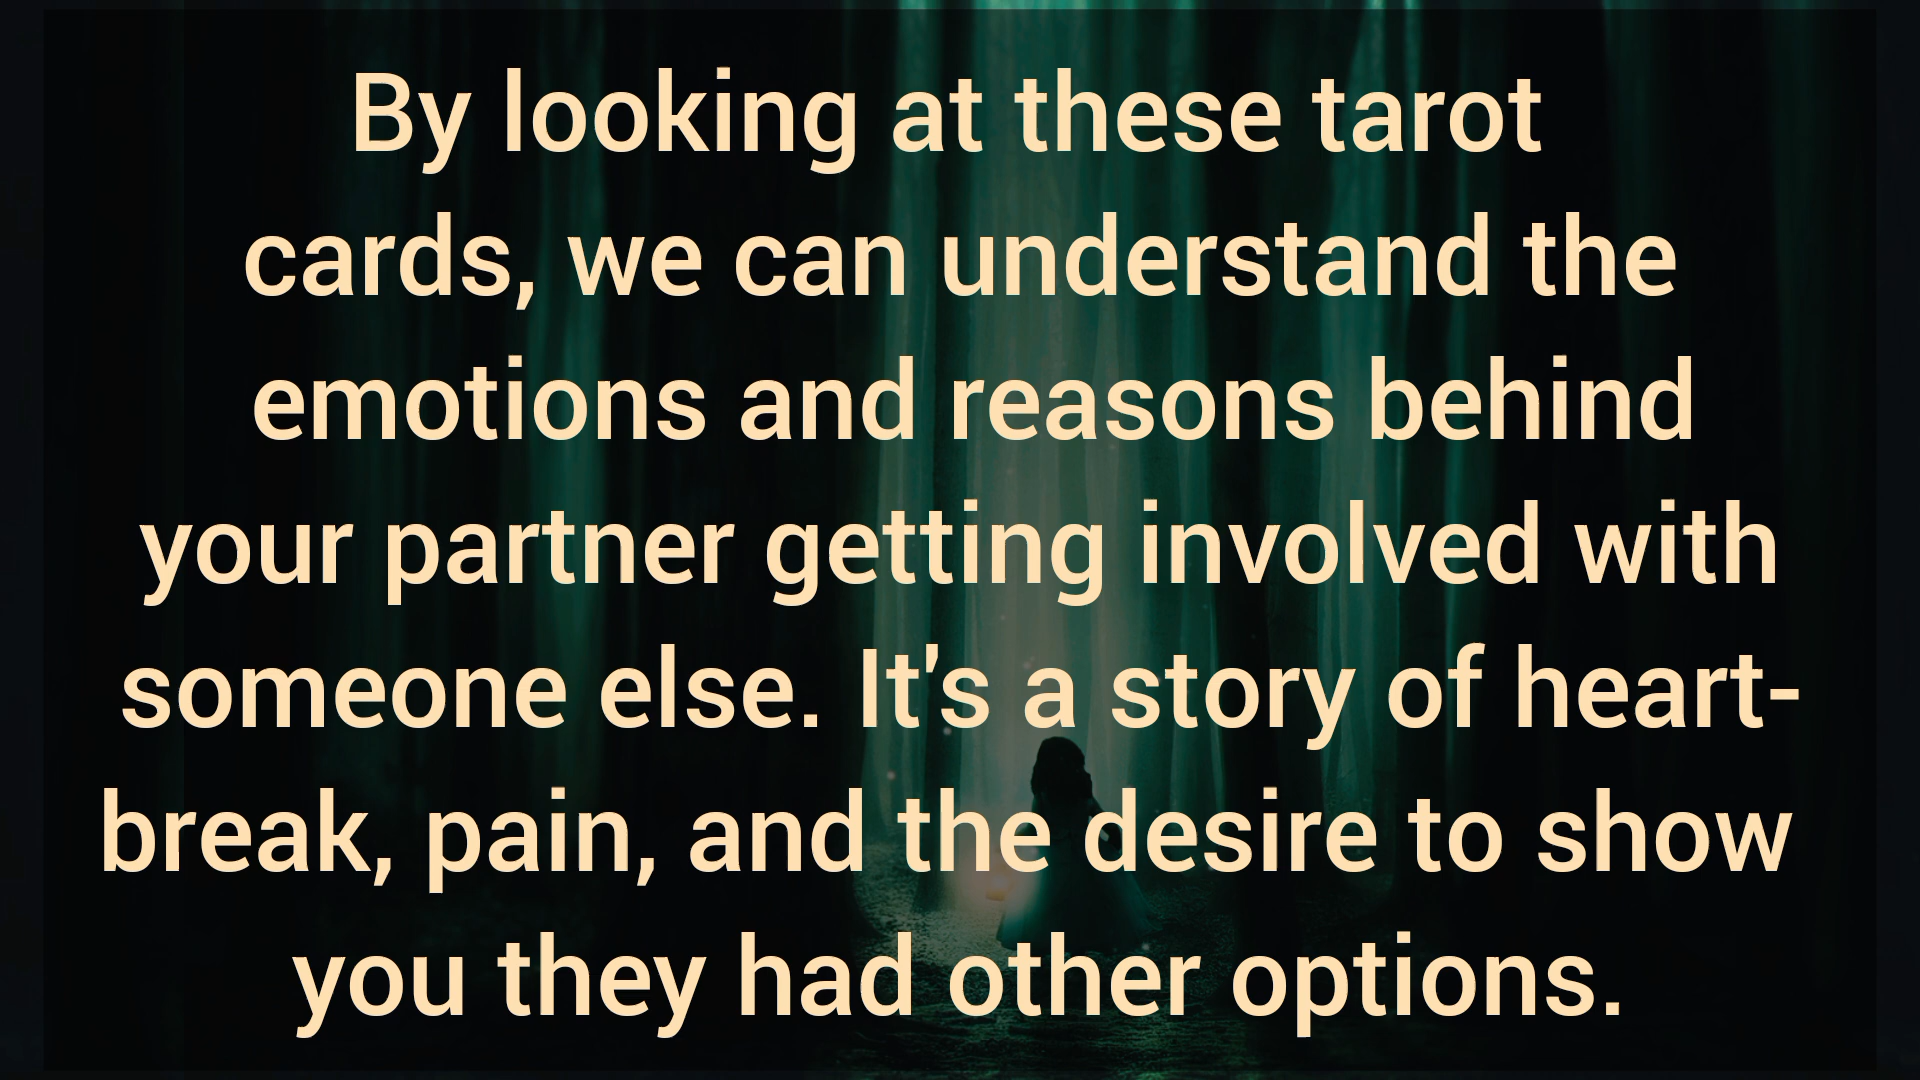 By looking at these tarot
cards, we can understand the
emotions and reasons behind
your partner getting involved with
someone else. It's a story of heart-
break, pain, and the desire to show
you they had other options.